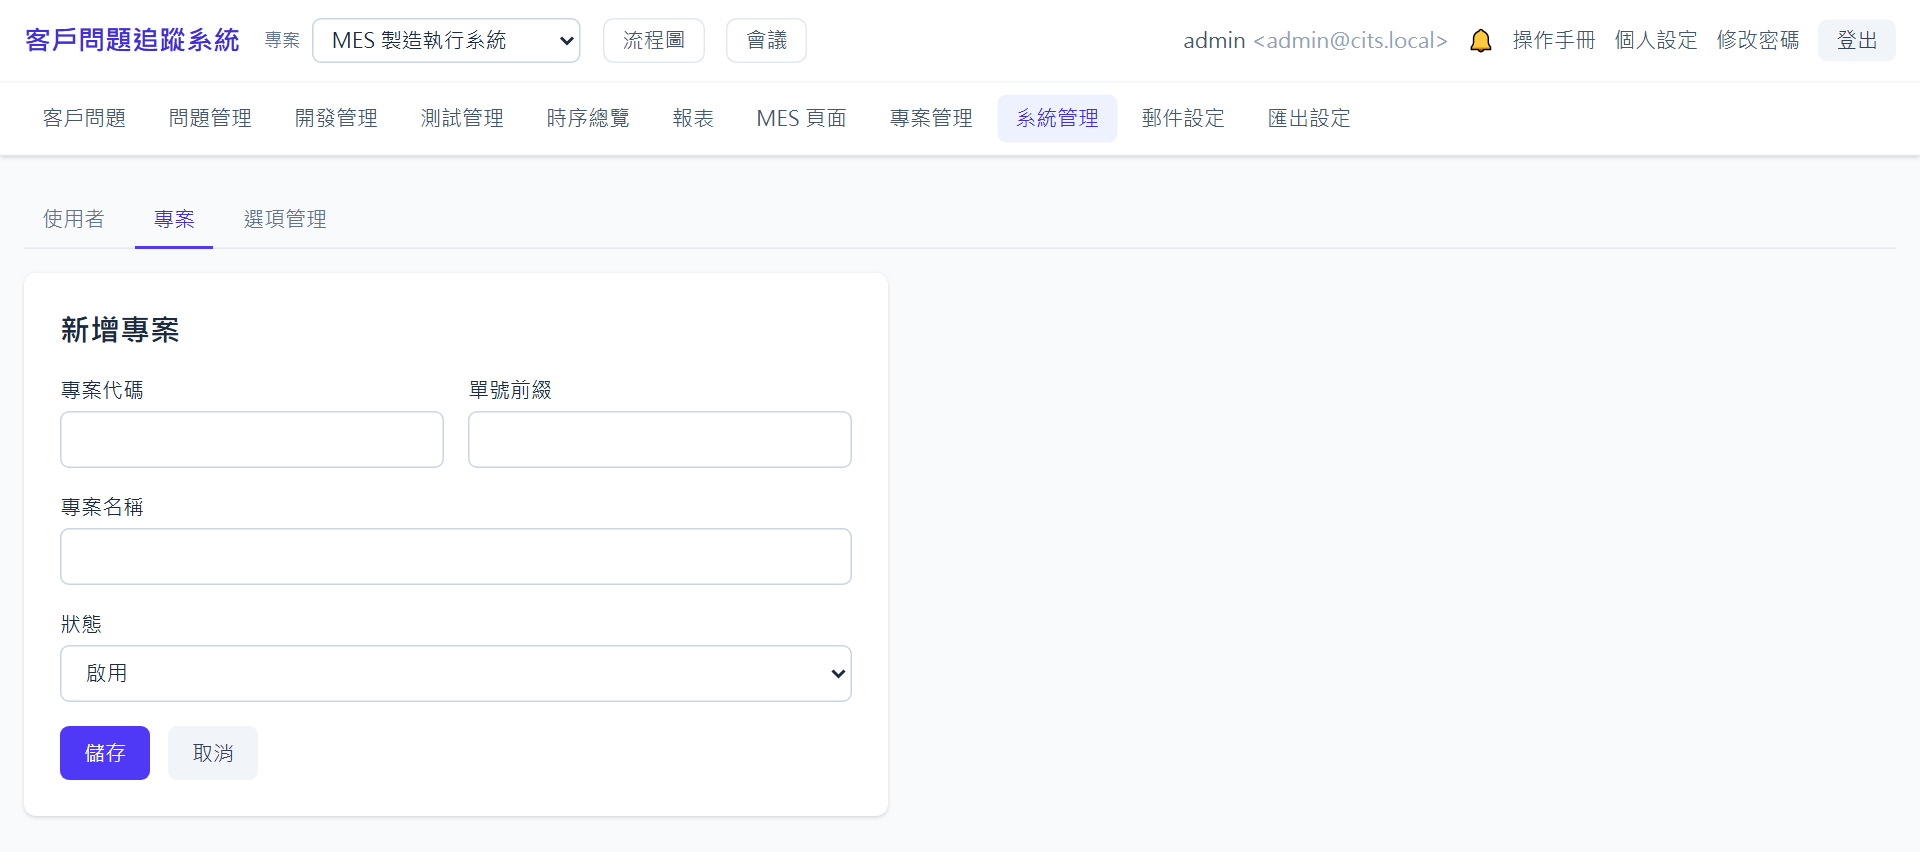 客戶問題追蹤系統 專案 MES 製造執行系統 流程圖 會議 admin <admin@cits.local> 操作手冊 個人設定 修改密碼 登出
客戶問題 問題管理 開發管理 測試管理 時序總覽 報表 MES 頁面 專案管理 系統管理 郵件設定 匯出設定
使用者 專案 選項管理
新增專案
專案代碼 單號前綴
專案名稱
狀態
啟用
儲存 取消